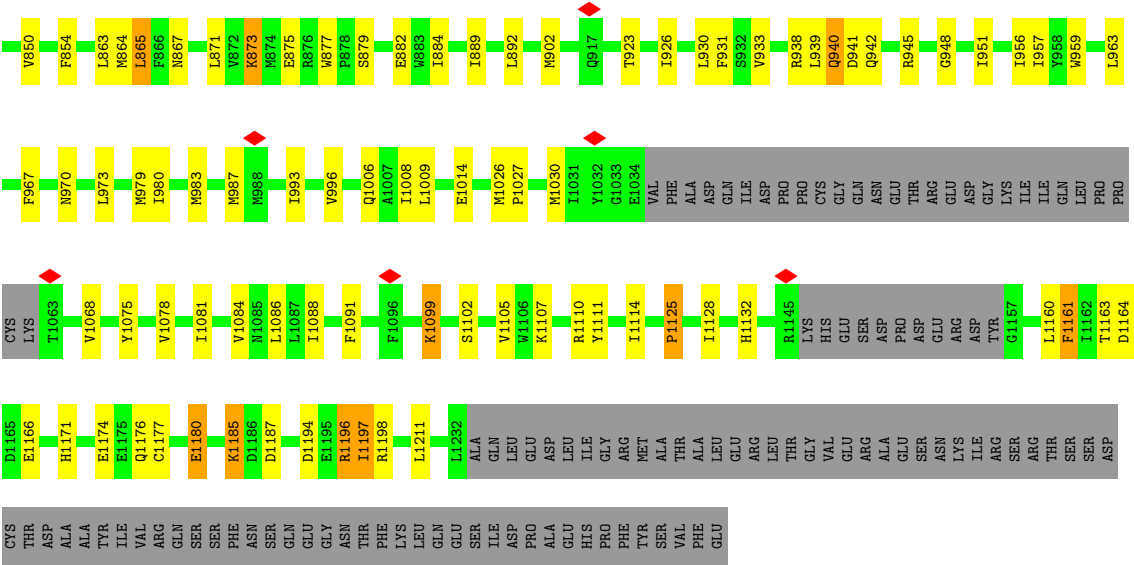 V850 F854 L863 M864 L865 F866 N867 L871 V872 K873 M874 E875 R876 W877 P878 S879 E882 W883 I884 I889 L892 M902 Q917 T923 I926 L930 F931 S932 V933 R938 L939 Q940 D941 Q942 R945 G948 I951 I956 I957 Y958 W959 L963
F967 N970 L973 M979 I980 M983 M987 M988 I993 V996 Q1006 A1007 I1008 L1009 E1014 M1026 P1027 M1030 I1031 Y1032 G1033 E1034 VAL PHE ALA ASP GLN ILE ASP PRO PRO CYS GLY GLN ASN GLU THR ARG GLU ASP GLY LYS ILE ILE GLN LEU PRO PRO
CYS LYS T1063 V1068 Y1075 V1078 I1081 V1084 N1085 L1086 L1087 I1088 F1091 F1096 K1099 S1102 V1105 W1106 K1107 R1110 Y1111 I1114 P1125 I1128 H1132 R1145 LYS HIS GLU SER ASP PRO ASP GLU ARG ASP TYR G1157 L1160 F1161 I1162 T1163 D1164
D1165 E1166 H1171 E1174 E1175 Q1176 C1177 E1180 K1185 D1186 D1187 D1194 E1195 R1196 I1197 R1198 L1211 L1232 ALA GLN LEU GLU ASP LEU ILE GLY ARG MET ALA THR ALA LEU GLU ARG LEU THR GLY VAL GLU ARG ALA GLU SER ASN LYS ILE ARG SER ARG THR SER SER ASP
CYS THR ASP ALA ALA TYR ILE VAL ARG GLN SER SER PHE ASN SER GLN GLU GLY ASN THR PHE LYS LEU GLN GLU SER ILE ASP PRO ALA GLU HIS PRO PHE TYR SER VAL PHE GLU